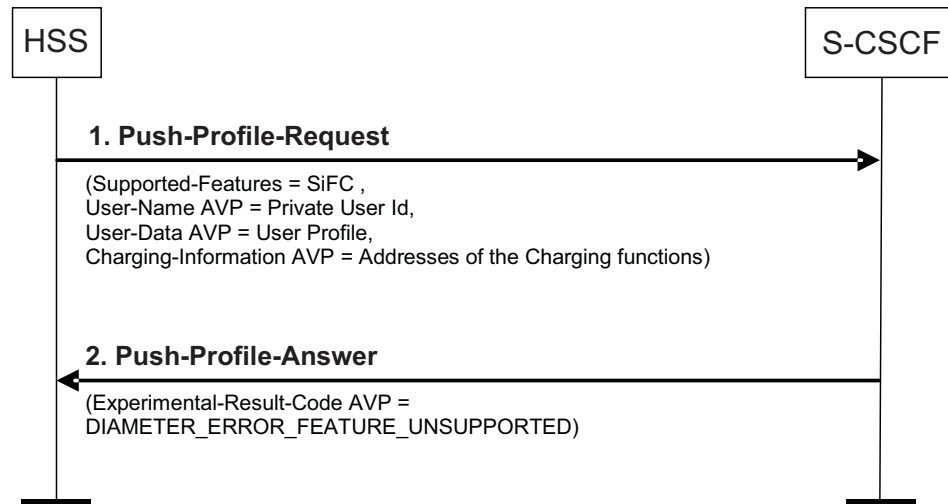 HSS
S-CSCF
1. Push-Profile-Request
(Supported-Features = SiFC ,
User-Name AVP = Private User Id,
User-Data AVP = User Profile,
Charging-Information AVP = Addresses of the Charging functions)
2. Push-Profile-Answer
(Experimental-Result-Code AVP =
DIAMETER_ERROR_FEATURE_UNSUPPORTED)